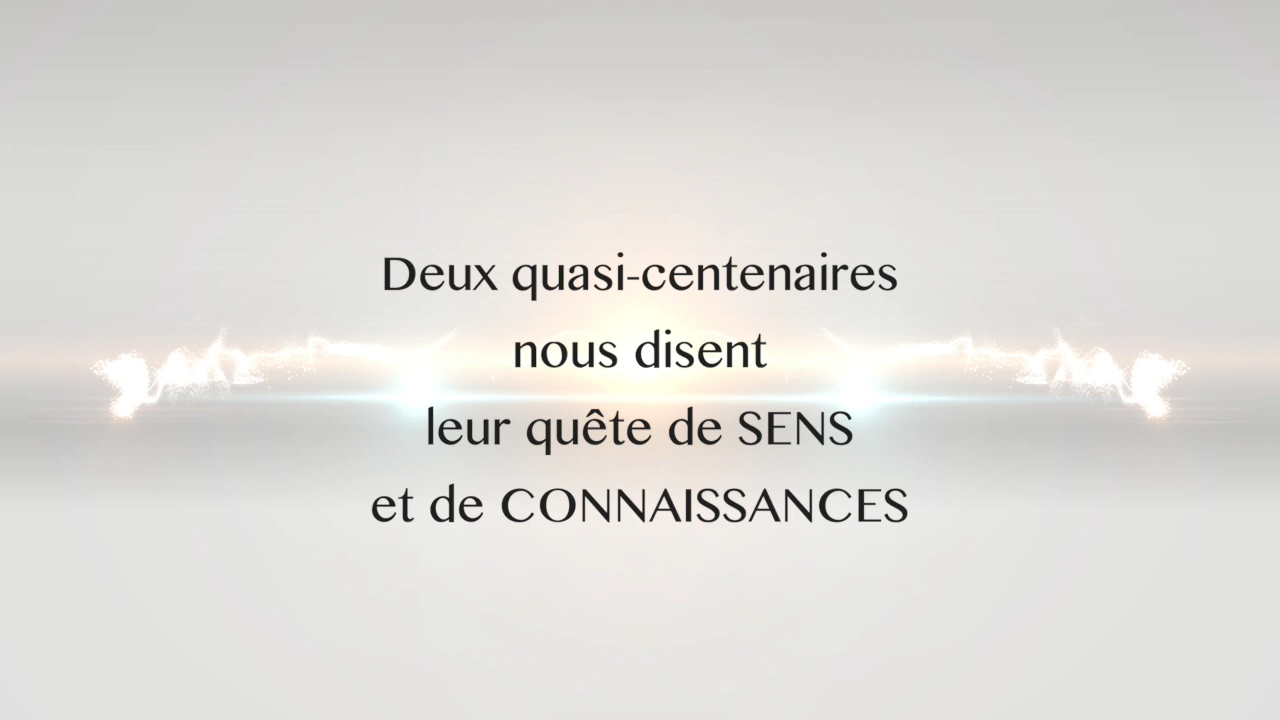 Deux quasi-centenaires
nous disent
leur quête de SENS
et de CONNAISSANCES